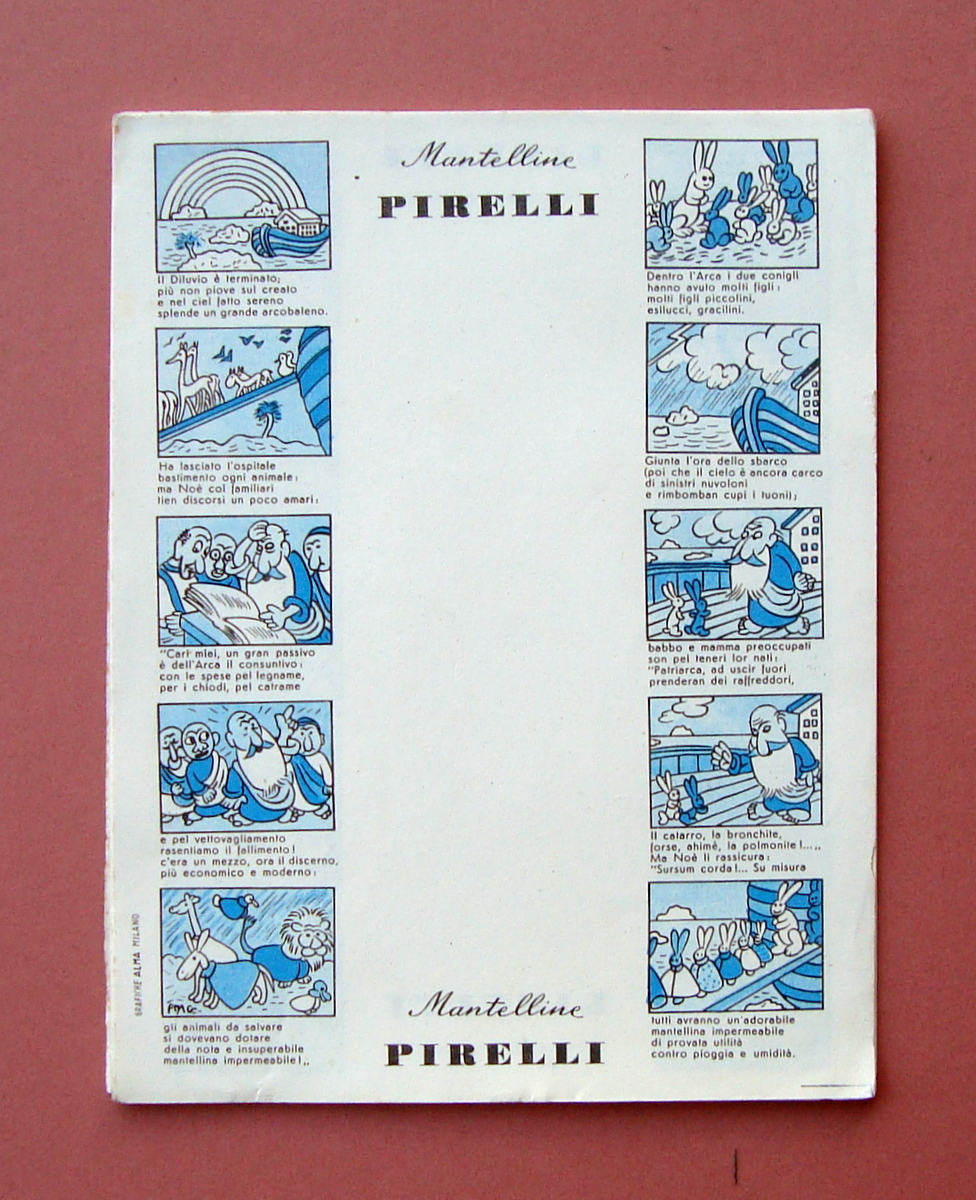 Mantelline
PIRELLI
Il Diluvio è terminato;
più non piove sul creato
e nel ciel fatto sereno
splende un grande arcobaleno.
Ha lasciato l'ospitale
bastimento ogni animale;
ma Noè coi familiari
tien discorsi un poco amari:
"Cari miei, un gran passivo
è dell'Arca il consuntivo:
con le spese pel legname,
per i chiodi, pel catrame
e pel vettovagliamento
rasentiamo il fallimento!
c'era un mezzo, ora il discerno,
più economico e moderno:
gli animali da salvare
si dovevano dotare
della nota e insuperabile
mantellina impermeabile!„
GRAFICHE ALMA MILANO
Dentro l'Arca i due conigli
hanno avuto molti figli:
molti figli piccolini,
esilucci, gracilini.
Giunta l'ora dello sbarco
(poi che il cielo è ancora carco
di sinistri nuvoloni
e rimbomban cupi i tuoni);
babbo e mamma preoccupati
son pei teneri lor nati:
"Patriarca, ad uscir fuori
prenderan dei raffreddori,
il catarro, la bronchite,
forse, ahimè, la polmonite!...„
Ma Noè li rassicura:
"Sursum corda!... Su misura
tutti avranno un'adorabile
mantellina impermeabile
di provata utilità
contro pioggia e umidità.
Mantelline
PIRELLI